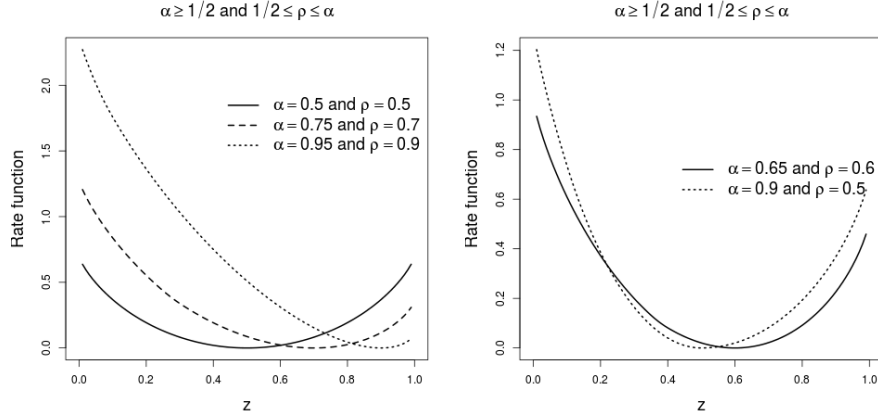 α ≥ 1/2 and 1/2 ≤ ρ ≤ α
Rate function
2.0
1.5
1.0
0.5
0.0
α = 0.5 and ρ = 0.5
α = 0.75 and ρ = 0.7
α = 0.95 and ρ = 0.9
0.0 0.2 0.4 0.6 0.8 1.0
z
α ≥ 1/2 and 1/2 ≤ ρ ≤ α
Rate function
1.2
1.0
0.8
0.6
0.4
0.2
0.0
α = 0.65 and ρ = 0.6
α = 0.9 and ρ = 0.5
0.0 0.2 0.4 0.6 0.8 1.0
z